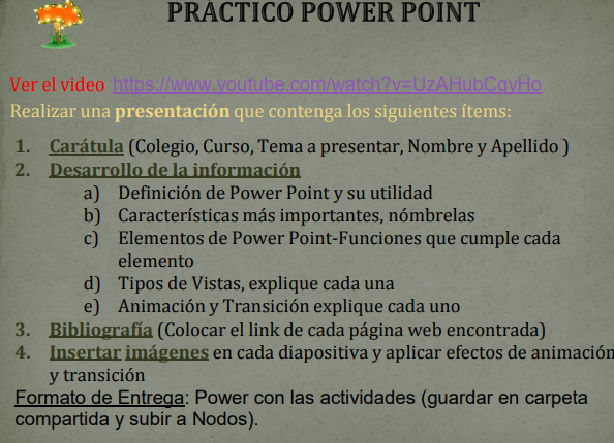 PRÁCTICO POWER POINT
Ver el video https://www.youtube.com/watch?v=UzAHubCqyHo
Realizar una presentación que contenga los siguientes ítems:
1. Carátula (Colegio, Curso, Tema a presentar, Nombre y Apellido )
2. Desarrollo de la información
a) Definición de Power Point y su utilidad
b) Características más importantes, nómbrelas
c) Elementos de Power Point-Funciones que cumple cada
elemento
d) Tipos de Vistas, explique cada una
e) Animación y Transición explique cada uno
3. Bibliografía (Colocar el link de cada página web encontrada)
4. Insertar imágenes en cada diapositiva y aplicar efectos de animación
y transición
Formato de Entrega: Power con las actividades (guardar en carpeta
compartida y subir a Nodos).